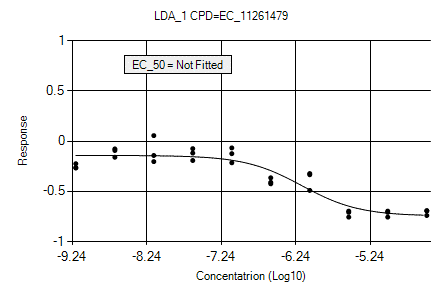 LDA_1 CPD=EC_11261479
1
EC_50 = Not Fitted
0.5
0
Response
-0.5
-1
-9.24 -8.24 -7.24 -6.24 -5.24
Concentatrion (Log10)